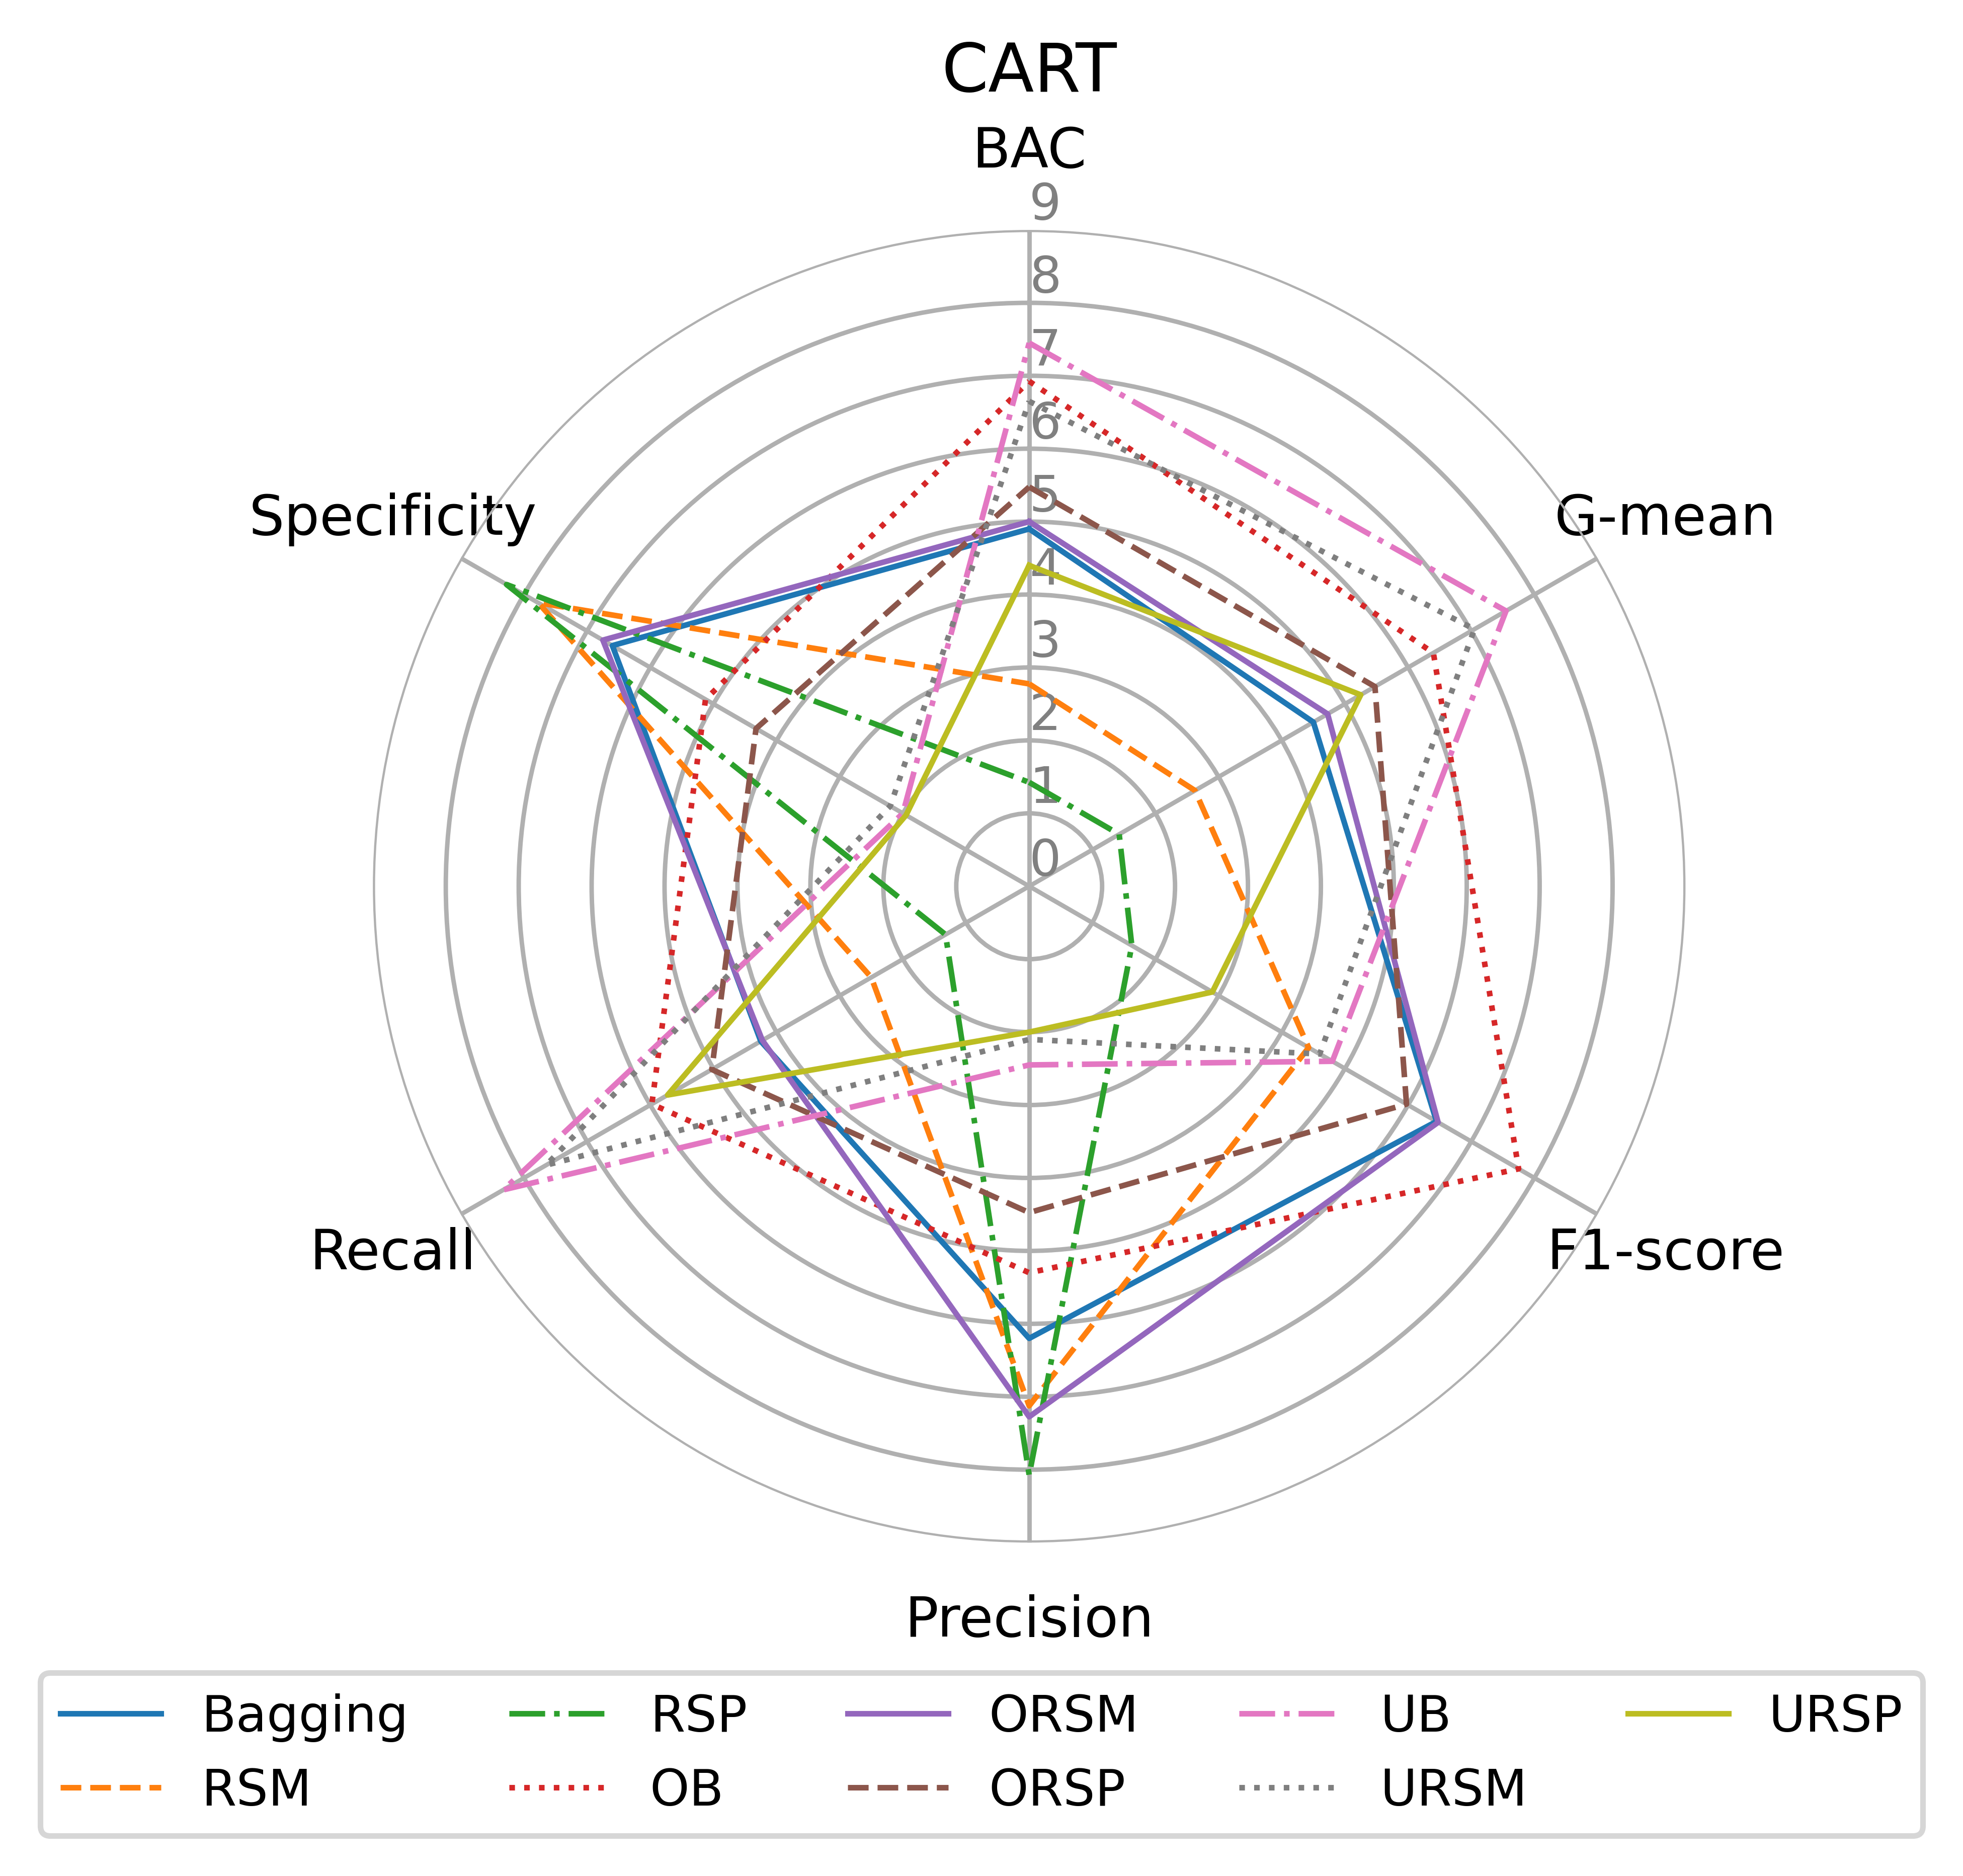 CART
BAC
9
8
7
6
5
4
3
2
1
0
Specificity
G-mean
Recall
F1-score
Precision
Bagging RSP ORSM UB URSP
RSM OB ORSP URSM